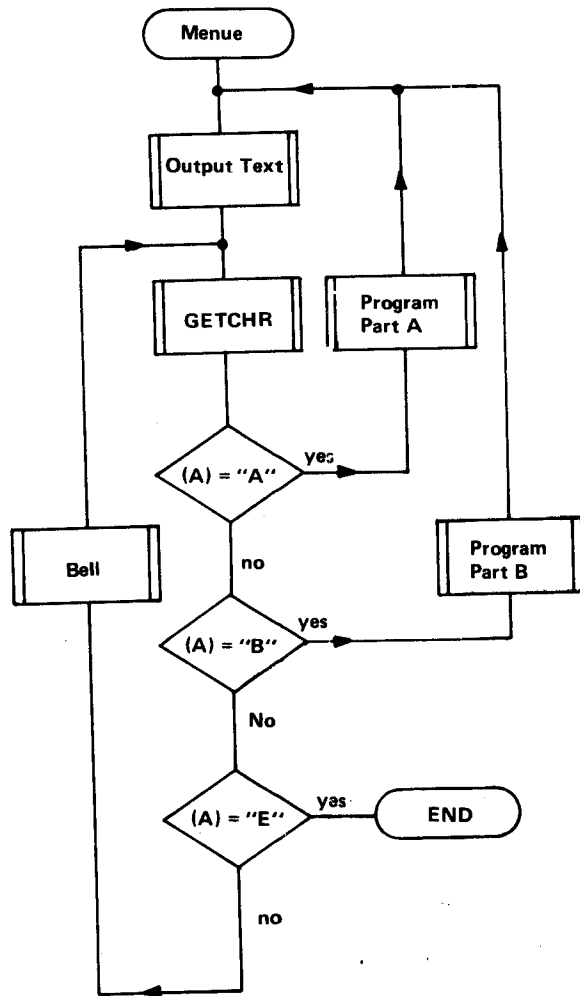 Menue
Output Text
GETCHR
Program
Part A
(A) = "A"
yes
no
Bell
Program
Part B
(A) = "B"
yes
No
(A) = "E"
yes
END
no